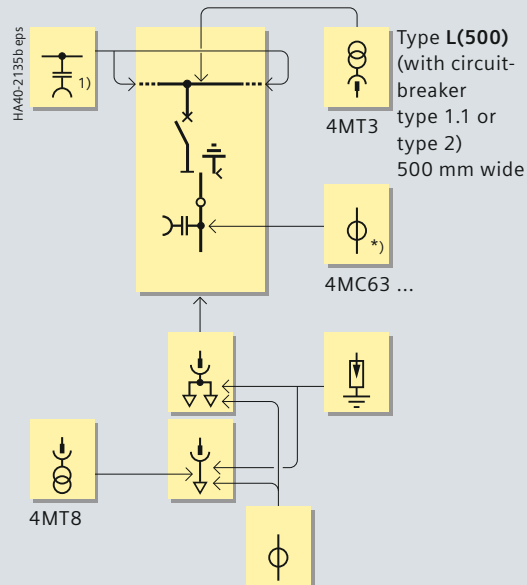 HA40-2135b eps
1)
4MT3
Type L(500)
(with circuit-
breaker
type 1.1 or
type 2)
500 mm wide
*)
4MC63 ...
4MT8